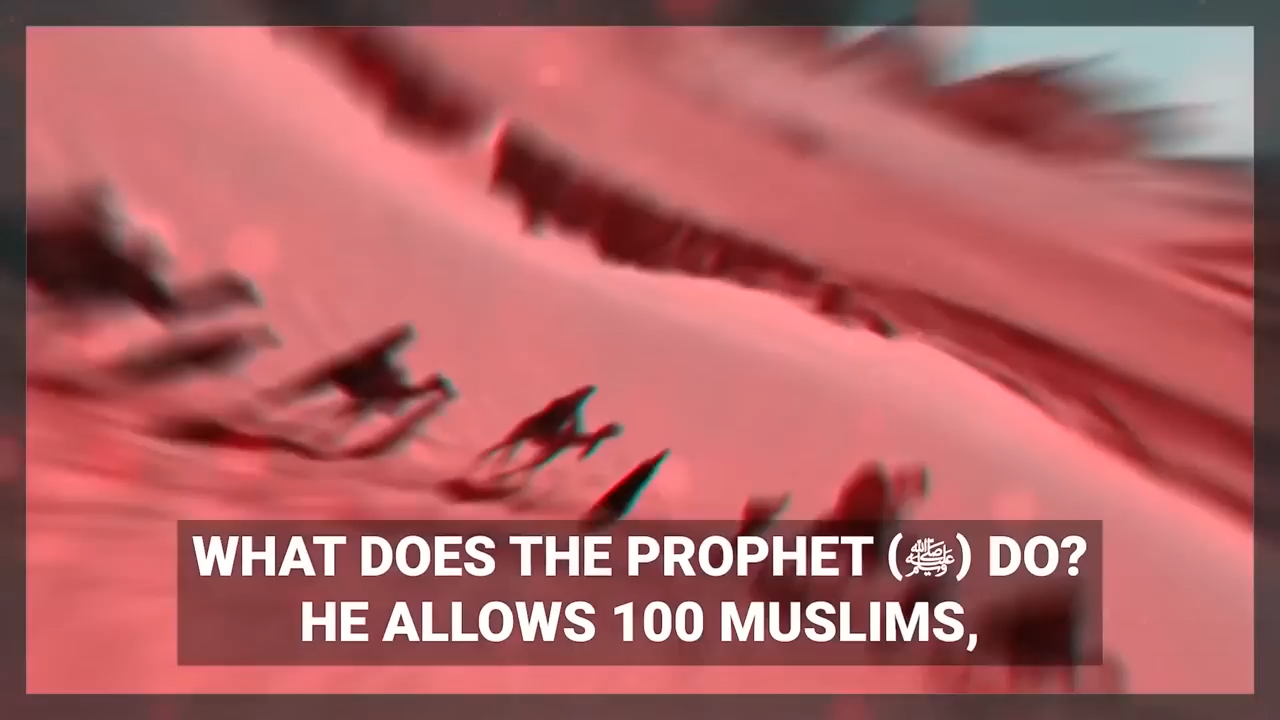 WHAT DOES THE PROPHET (ﷺ) DO?
HE ALLOWS 100 MUSLIMS,